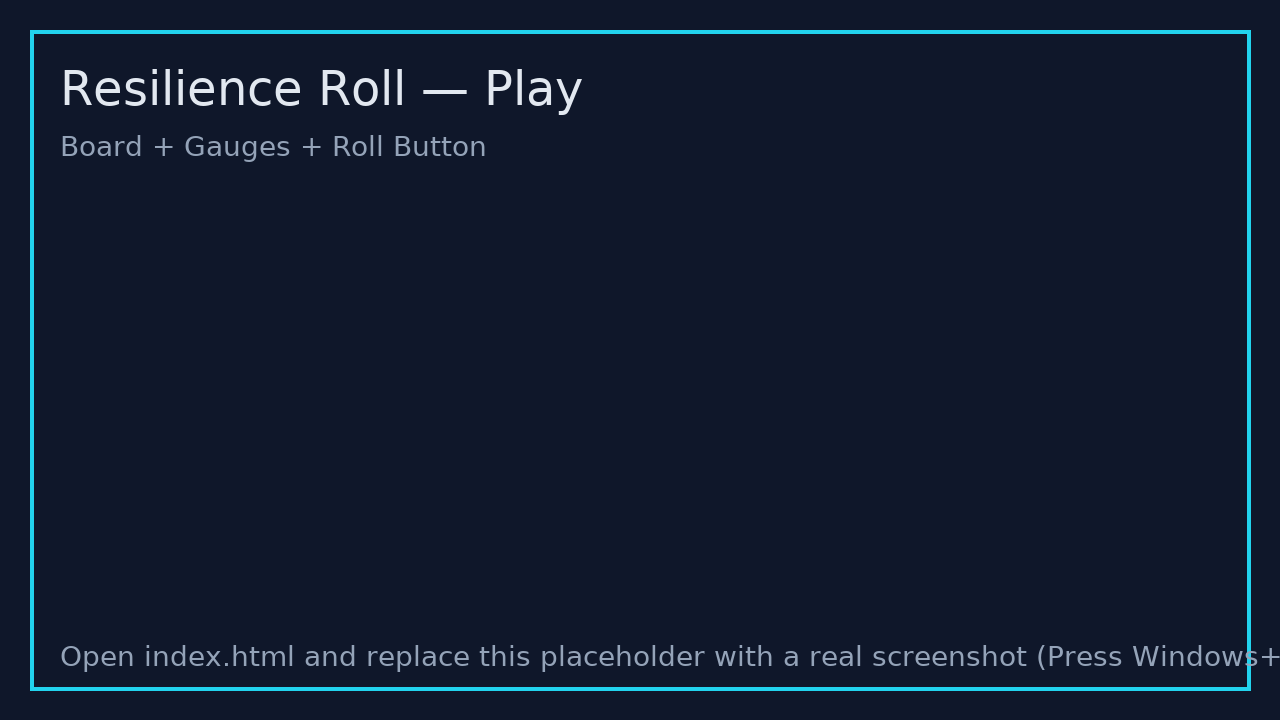 Resilience Roll — Play
Board + Gauges + Roll Button
Open index.html and replace this placeholder with a real screenshot (Press Windows+